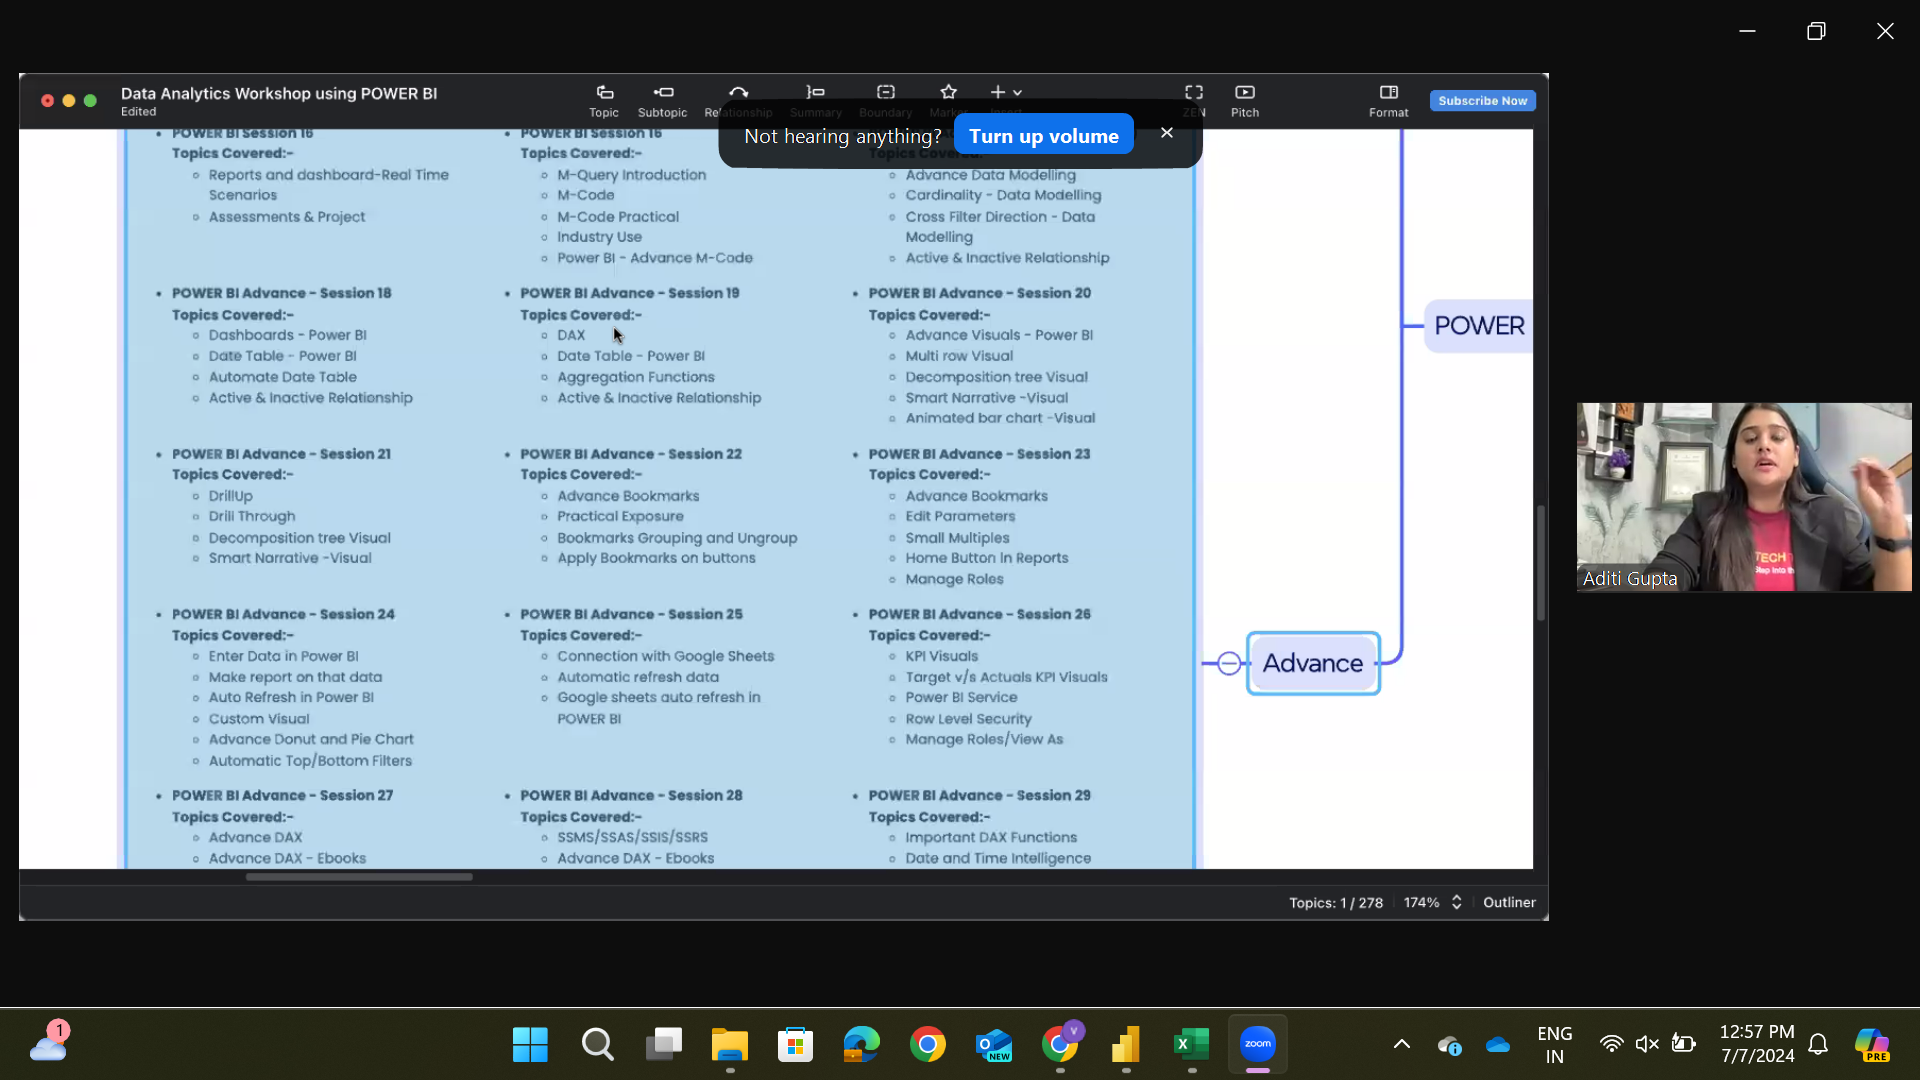 Data Analytics Workshop using POWER BI
Edited
Topic
Subtopic
Relationship
Summary
Boundary
Insert
ZEN
Pitch
Format
Subscribe Now
Not hearing anything?
Turn up volume
POWER BI Session 16
Topics Covered:-
Reports and dashboard-Real Time
Scenarios
Assessments & Project
POWER BI Session 16
Topics Covered:-
M-Query Introduction
M-Code
M-Code Practical
Industry Use
Power BI - Advance M-Code
Advance Data Modelling
Cardinality - Data Modelling
Cross Filter Direction - Data
Modelling
Active & Inactive Relationship
POWER BI Advance - Session 18
Topics Covered:-
Dashboards - Power BI
Date Table - Power BI
Automate Date Table
Active & Inactive Relationship
POWER BI Advance - Session 19
Topics Covered:-
DAX
Date Table - Power BI
Aggregation Functions
Active & Inactive Relationship
POWER BI Advance - Session 20
Topics Covered:-
Advance Visuals - Power BI
Multi row Visual
Decomposition tree Visual
Smart Narrative -Visual
Animated bar chart -Visual
POWER BI Advance - Session 21
Topics Covered:-
DrillUp
Drill Through
Decomposition tree Visual
Smart Narrative -Visual
POWER BI Advance - Session 22
Topics Covered:-
Advance Bookmarks
Practical Exposure
Bookmarks Grouping and Ungroup
Apply Bookmarks on buttons
POWER BI Advance - Session 23
Topics Covered:-
Advance Bookmarks
Edit Parameters
Small Multiples
Home Button In Reports
Manage Roles
POWER BI Advance - Session 24
Topics Covered:-
Enter Data in Power BI
Make report on that data
Auto Refresh in Power BI
Custom Visual
Advance Donut and Pie Chart
Automatic Top/Bottom Filters
POWER BI Advance - Session 25
Topics Covered:-
Connection with Google Sheets
Automatic refresh data
Google sheets auto refresh in
POWER BI
POWER BI Advance - Session 26
Topics Covered:-
KPI Visuals
Target v/s Actuals KPI Visuals
Power BI Service
Row Level Security
Manage Roles/View As
POWER BI Advance - Session 27
Topics Covered:-
Advance DAX
Advance DAX - Ebooks
POWER BI Advance - Session 28
Topics Covered:-
SSMS/SSAS/SSIS/SSRS
Advance DAX - Ebooks
POWER BI Advance - Session 29
Topics Covered:-
Important DAX Functions
Date and Time Intelligence
POWER
Advance
TECH
Step into th
Aditi Gupta
Topics: 1 / 278
174%
Outliner
1
NEW
V
zoom
ENG
IN
12:57 PM
7/7/2024
PRE